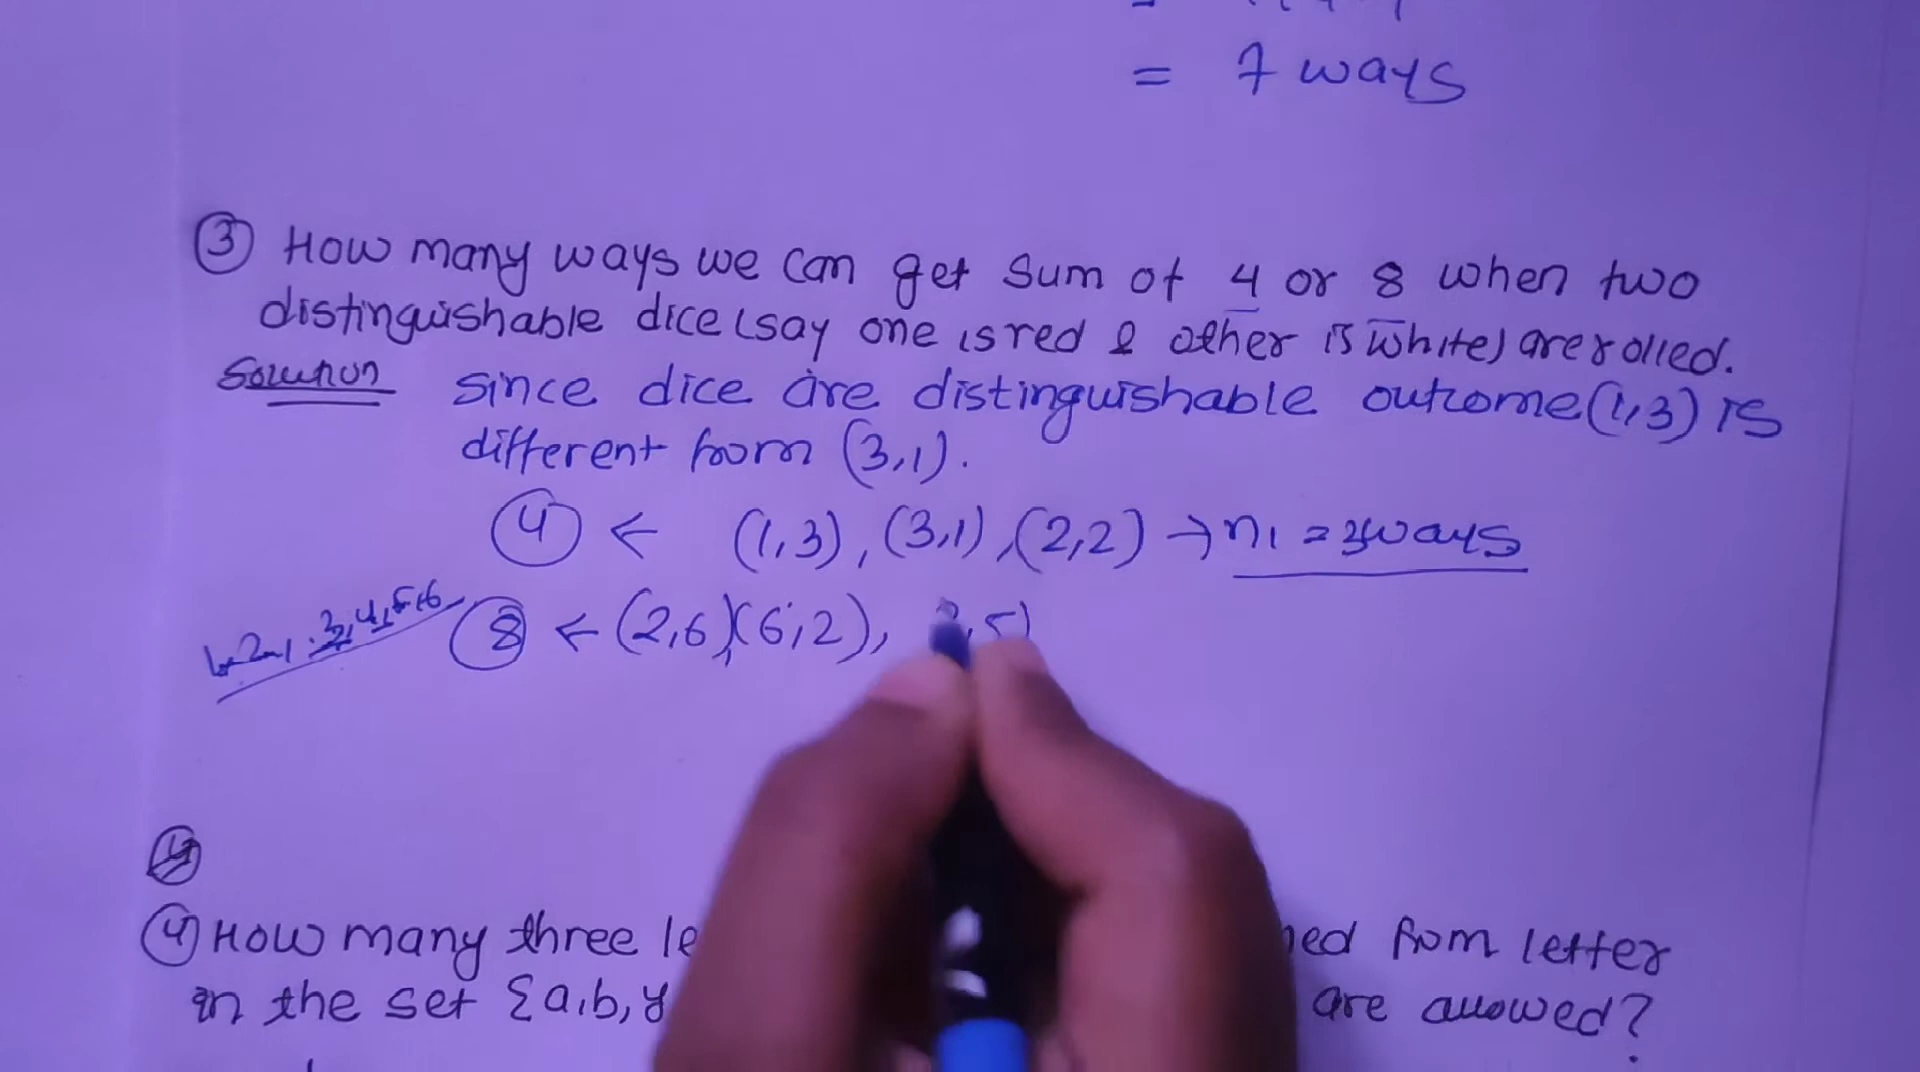 = 7 ways
③ How many ways we can get sum of 4 or 8 when two
distinguishable dice (say one is red & other is white) are rolled.
Solution since dice are distinguishable outcome (1,3) is
different from (3,1).
④ ← (1,3), (3,1), (2,2) → n1 = 3 ways
1, 2, 3, 4, 5, 6 ⑧ ← (2,6), (6,2), 3,5)
④ How many three le ned from letter
in the set {a,b,y are allowed?